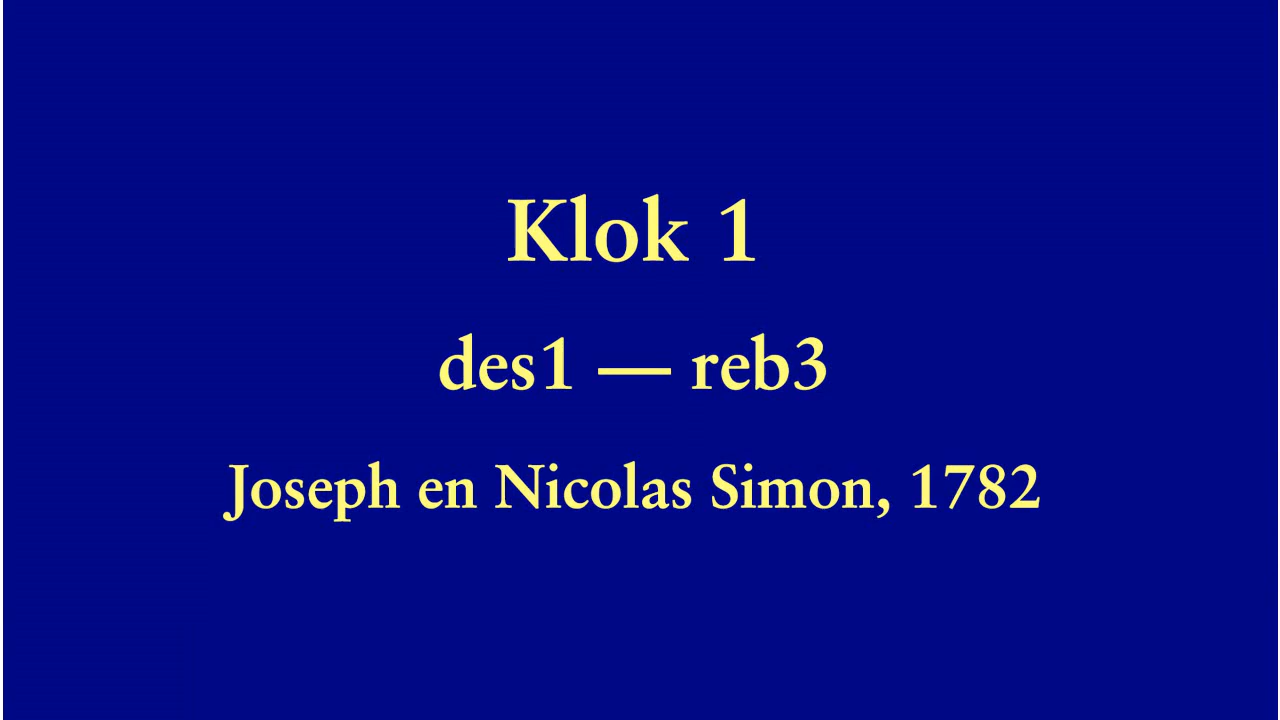 Klok 1
des1 — reb3
Joseph en Nicolas Simon, 1782